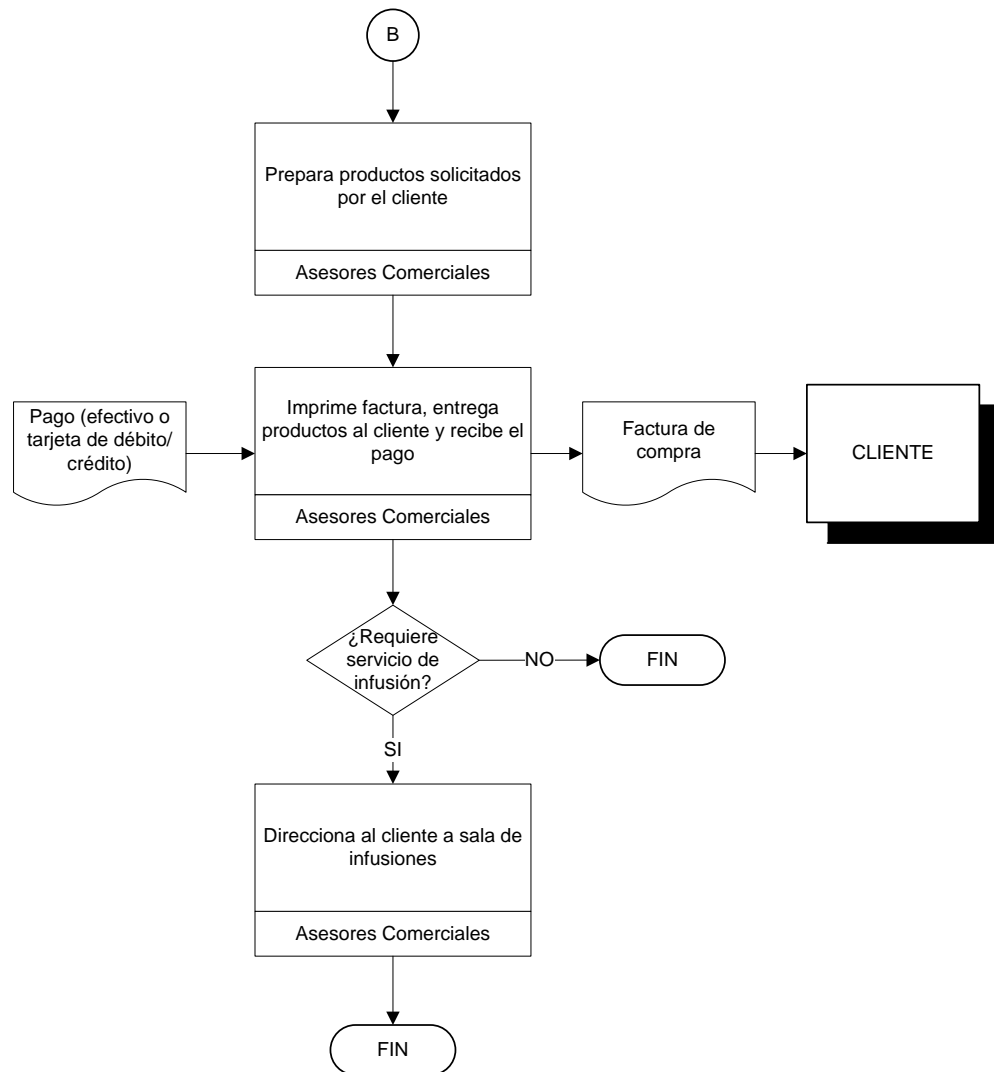 B
Prepara productos solicitados
por el cliente
Asesores Comerciales
Pago (efectivo o
tarjeta de débito/
crédito)
Imprime factura, entrega
productos al cliente y recibe el
pago
Asesores Comerciales
Factura de
compra
CLIENTE
¿Requiere
servicio de
infusión?
NO
FIN
SI
Direcciona al cliente a sala de
infusiones
Asesores Comerciales
FIN